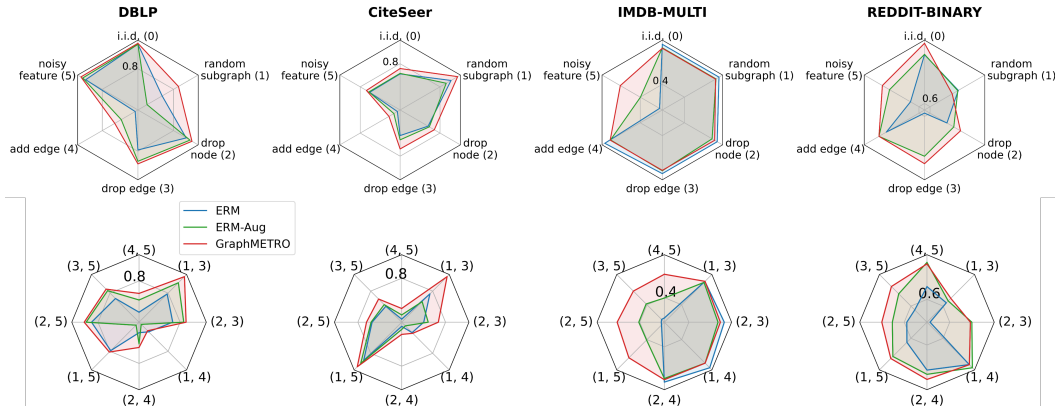 DBLP
CiteSeer
IMDB-MULTI
REDDIT-BINARY
i.i.d. (0)
noisy
feature (5)
random
subgraph (1)
0.8
add edge (4)
drop
node (2)
drop edge (3)
i.i.d. (0)
noisy
feature (5)
random
subgraph (1)
0.8
add edge (4)
drop
node (2)
drop edge (3)
i.i.d. (0)
noisy
feature (5)
random
subgraph (1)
0.4
add edge (4)
drop
node (2)
drop edge (3)
i.i.d. (0)
noisy
feature (5)
random
subgraph (1)
0.6
add edge (4)
drop
node (2)
drop edge (3)
ERM
ERM-Aug
GraphMETRO
(4, 5)
(3, 5)
(1, 3)
0.8
(2, 5)
(2, 3)
(1, 5)
(1, 4)
(2, 4)
(4, 5)
(3, 5)
(1, 3)
0.8
(2, 5)
(2, 3)
(1, 5)
(1, 4)
(2, 4)
(4, 5)
(3, 5)
(1, 3)
0.4
(2, 5)
(2, 3)
(1, 5)
(1, 4)
(2, 4)
(4, 5)
(3, 5)
(1, 3)
0.6
(2, 5)
(2, 3)
(1, 5)
(1, 4)
(2, 4)